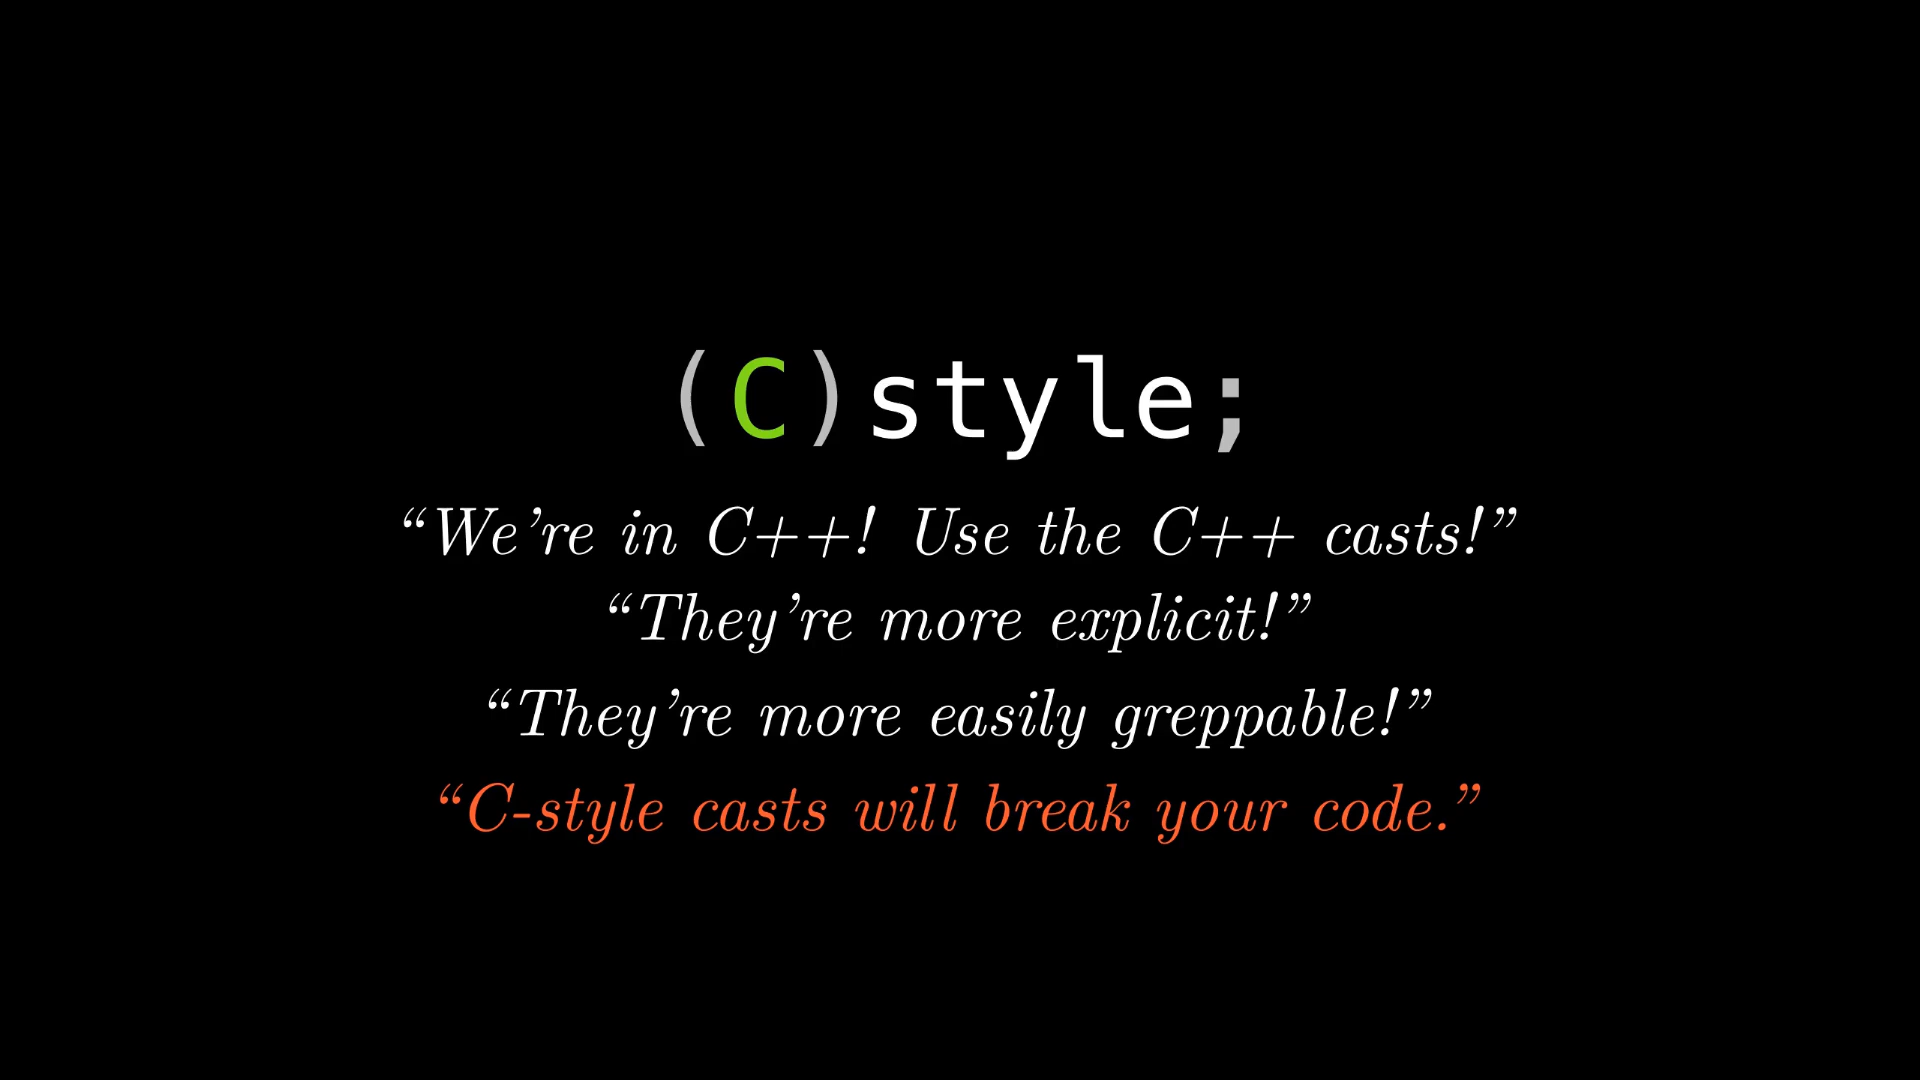 (C)style;
“We’re in C++! Use the C++ casts!”
“They’re more explicit!”
“They’re more easily greppable!”
“C-style casts will break your code.”